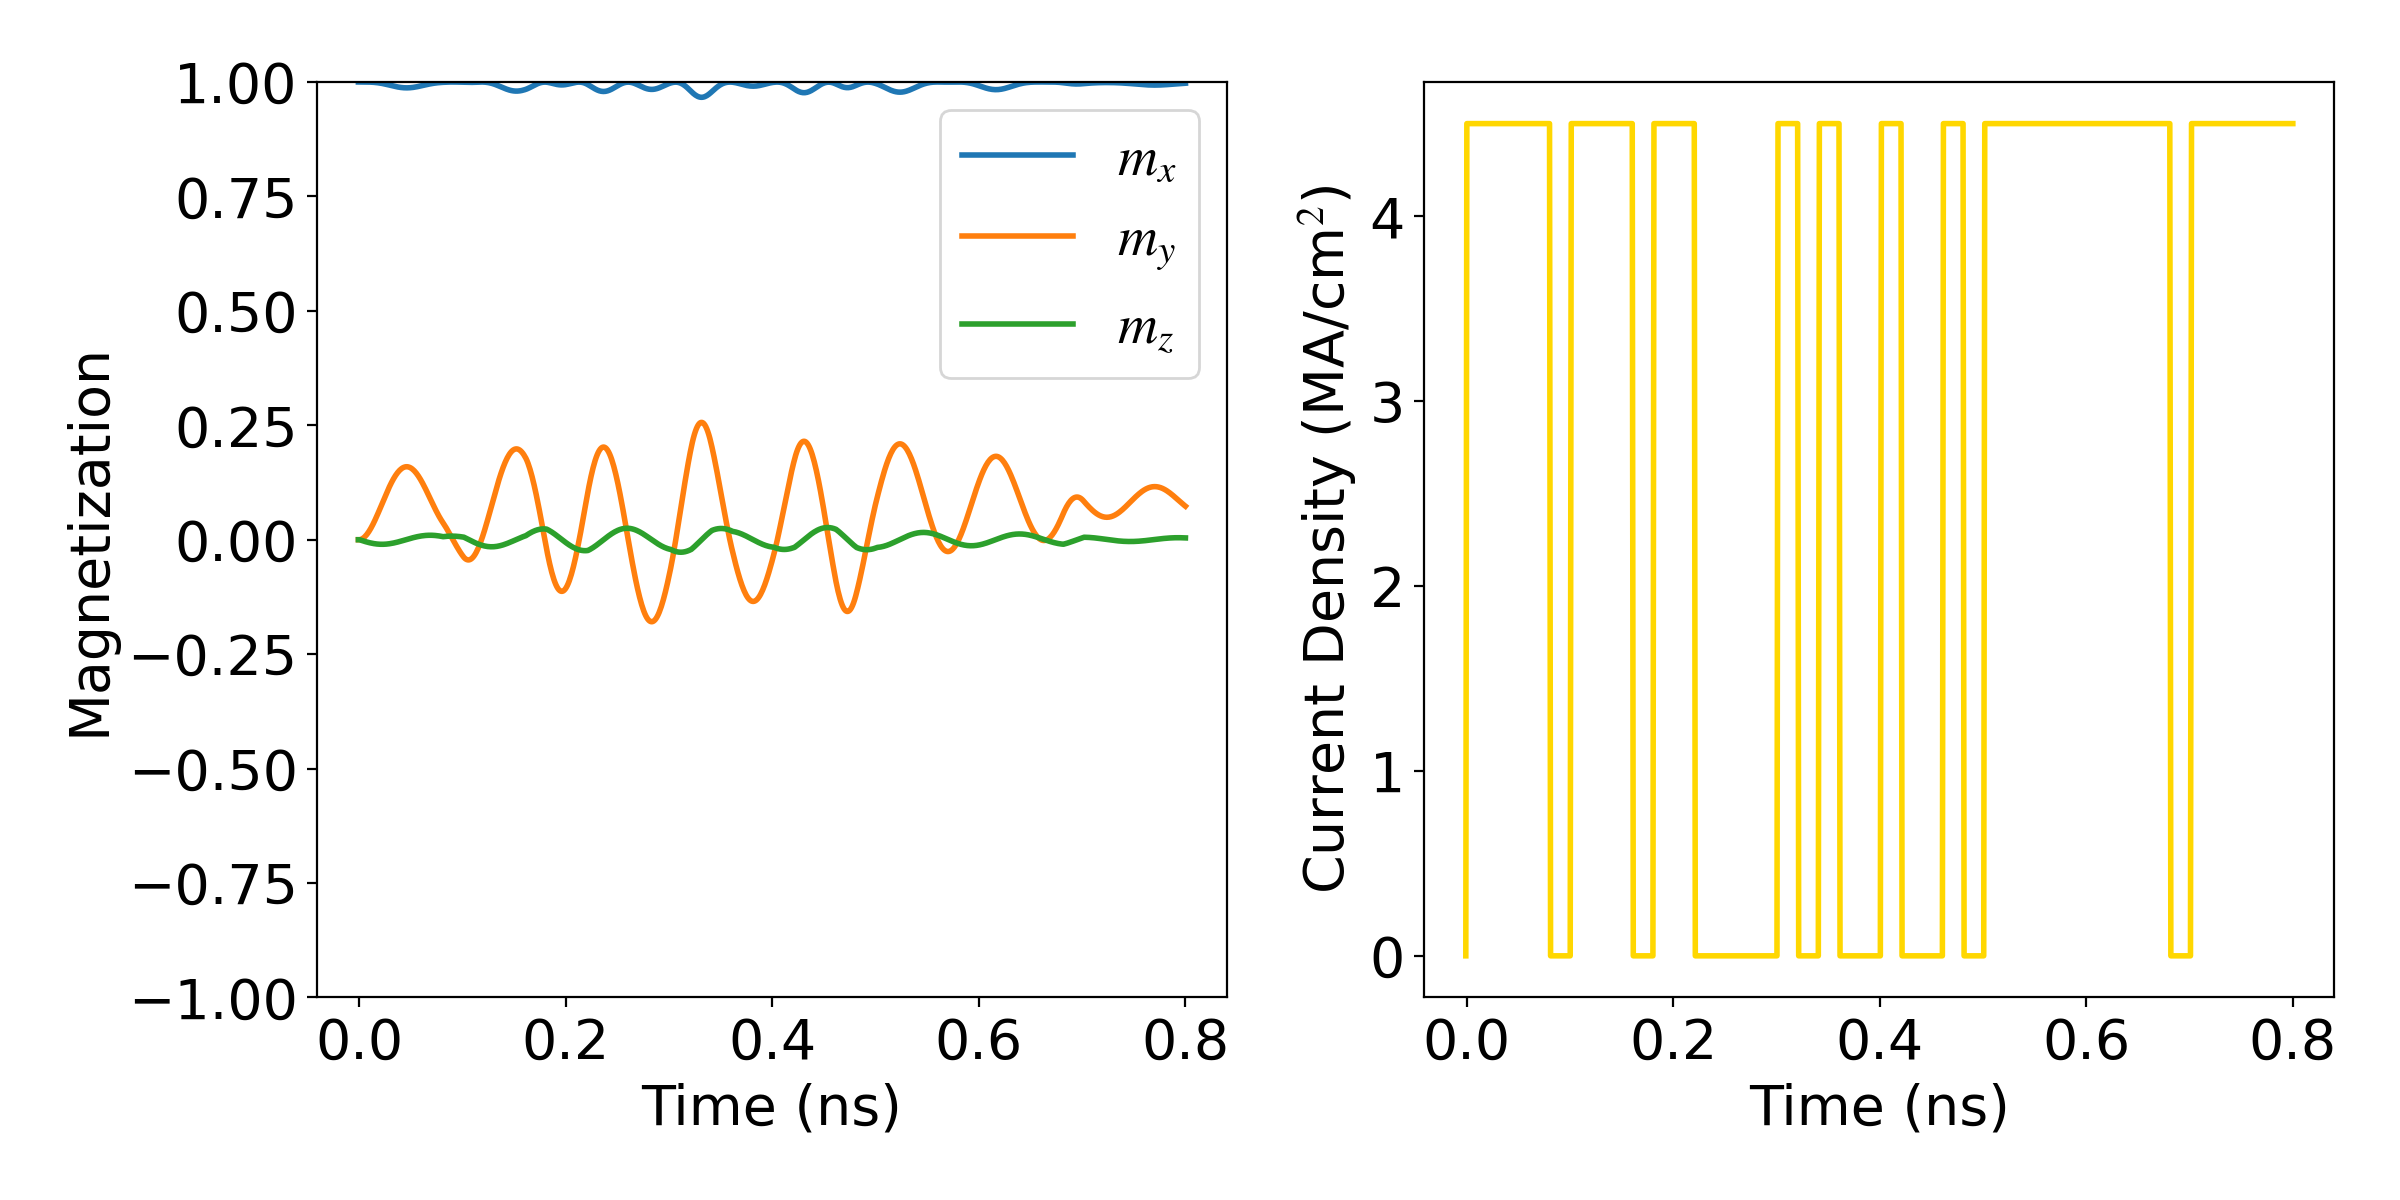 1.00
0.75
0.50
0.25
0.00
−0.25
−0.50
−0.75
−1.00
Magnetization
0.0 0.2 0.4 0.6 0.8
Time (ns)
m_x
m_y
m_z
4
3
2
1
0
Current Density (MA/cm²)
0.0 0.2 0.4 0.6 0.8
Time (ns)